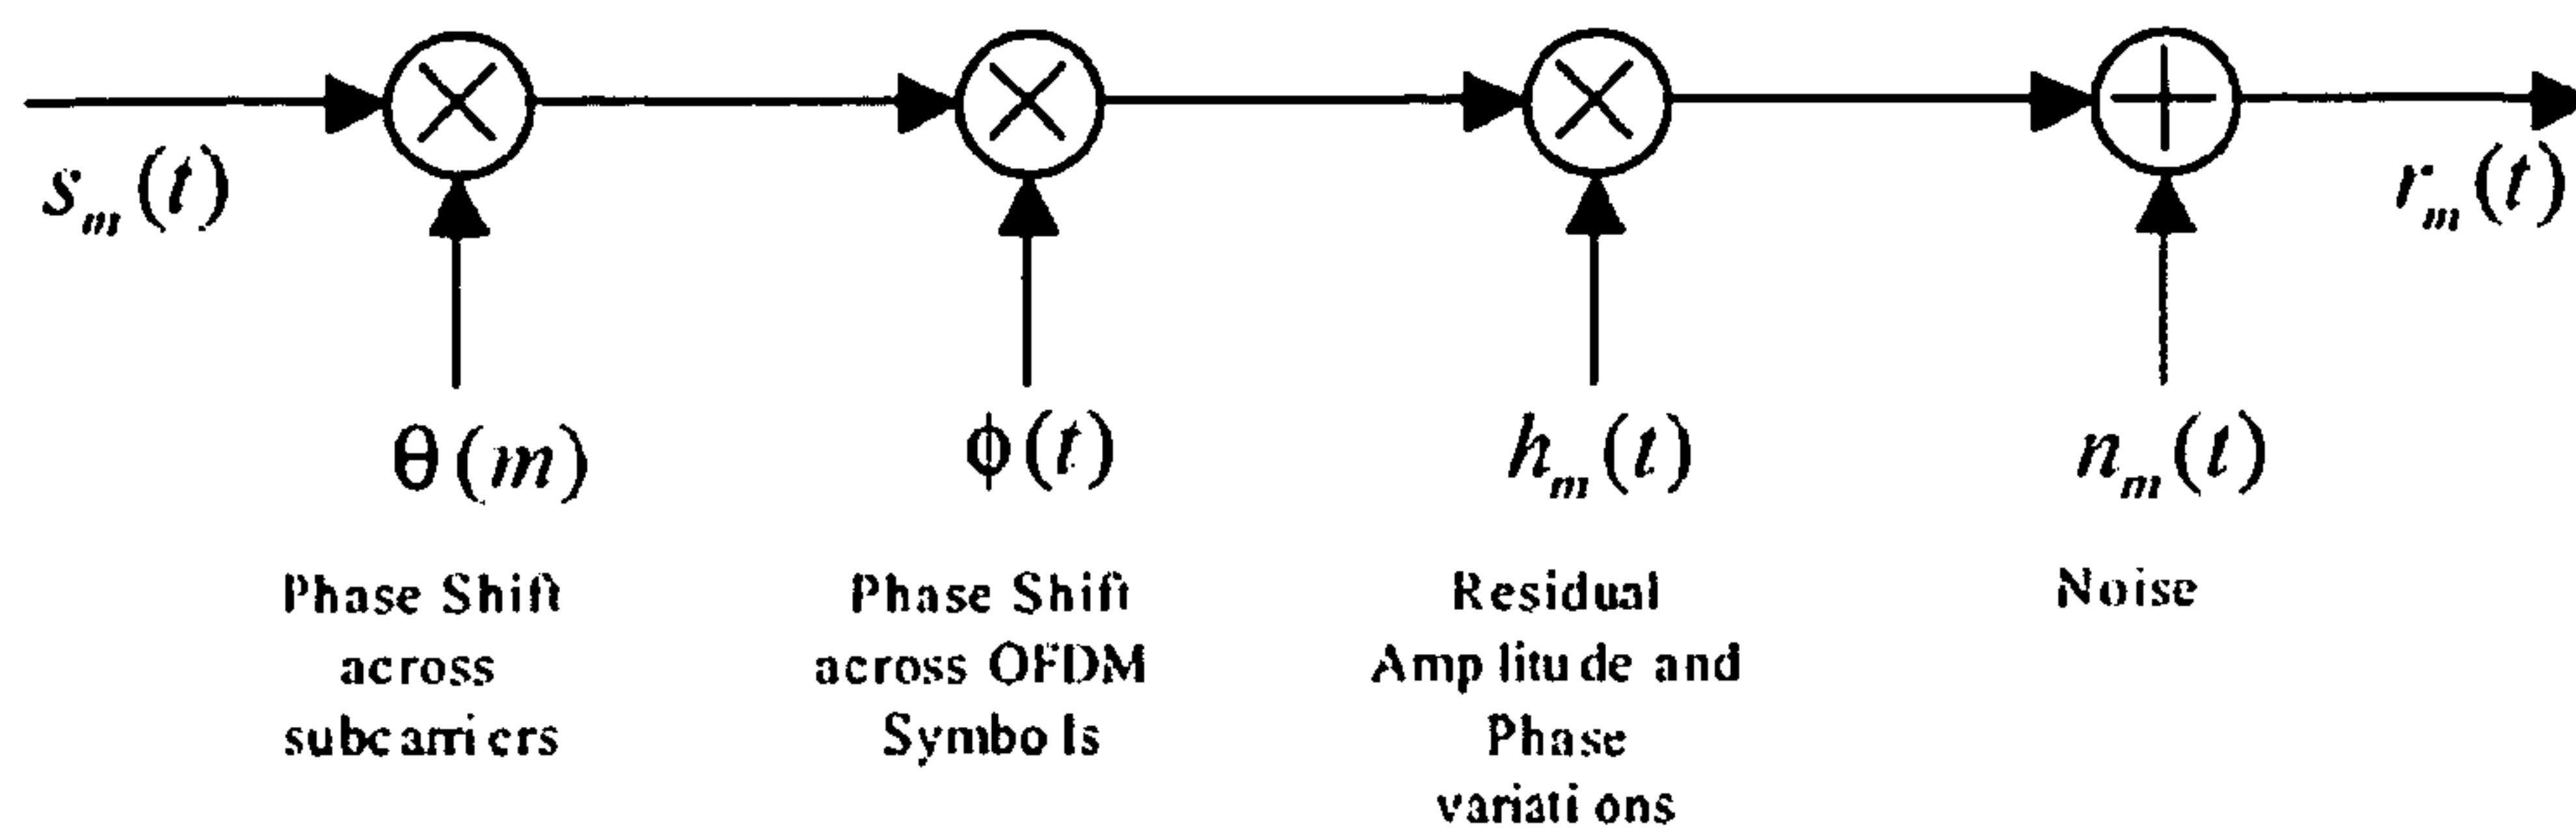 s_m(t)
r_m(t)
θ(m)
ϕ(t)
h_m(t)
n_m(t)
Phase Shift
across
subcarriers
Phase Shift
across OFDM
Symbols
Residual
Amplitude and
Phase
variations
Noise